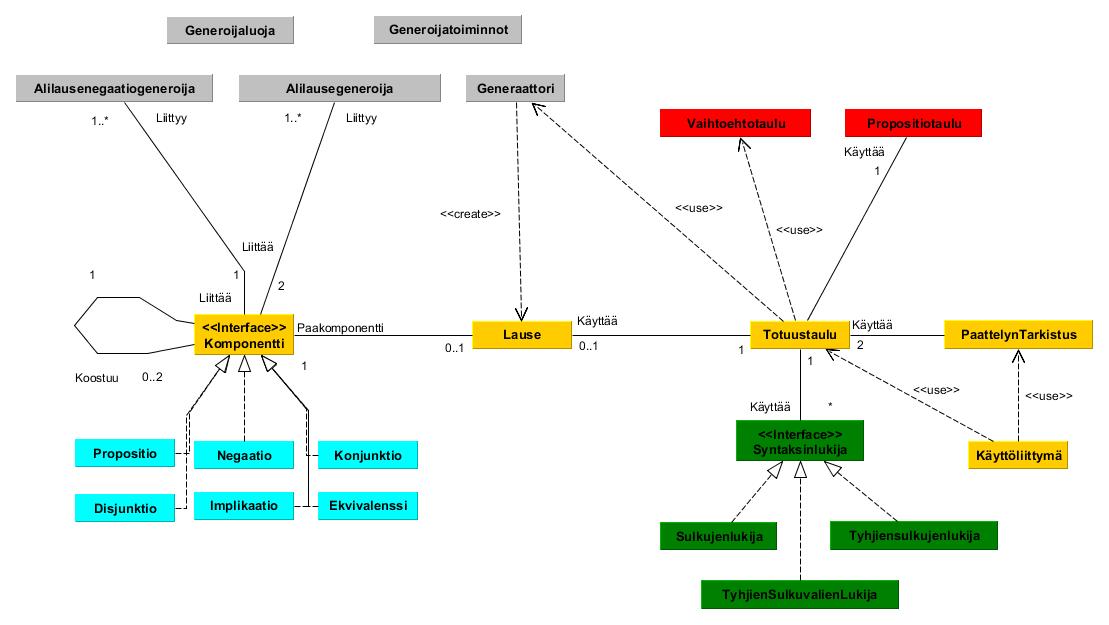 Generoijaluoja
Generoijatoiminnot
Alilausenegaatiogeneroija
Alilausegeneroija
Generaattori
1..*
Liittyy
1..*
Liittyy
Vaihtoehtotaulu
Propositiotaulu
Käyttää
1
<<create>>
<<use>>
<<use>>
Liittää
1
1
2
Liittää
<<Interface>>
Komponentti
Paakomponentti
0..1
1
Lause
Käyttää
0..1
1
Totuustaulu
Käyttää
2
PaattelynTarkistus
1
Koostuu
0..2
<<use>>
<<use>>
Käyttää
*
Propositio
Negaatio
Konjunktio
<<Interface>>
Syntaksinlukija
Käyttöliittymä
Disjunktio
Implikaatio
Ekvivalenssi
Sulkujenlukija
Tyhjiensulkujenlukija
TyhjienSulkuvalienLukija